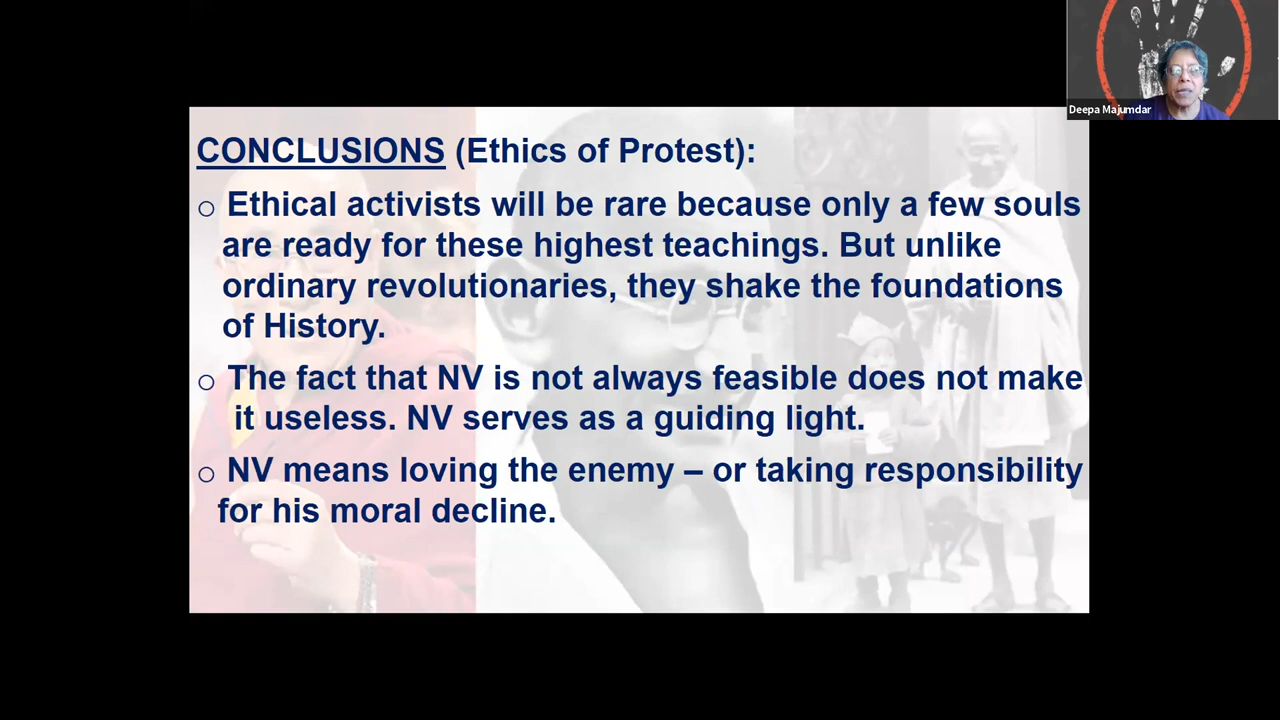 Deepa Majumdar
CONCLUSIONS (Ethics of Protest):
o Ethical activists will be rare because only a few souls
are ready for these highest teachings. But unlike
ordinary revolutionaries, they shake the foundations
of History.
o The fact that NV is not always feasible does not make
it useless. NV serves as a guiding light.
o NV means loving the enemy – or taking responsibility
for his moral decline.